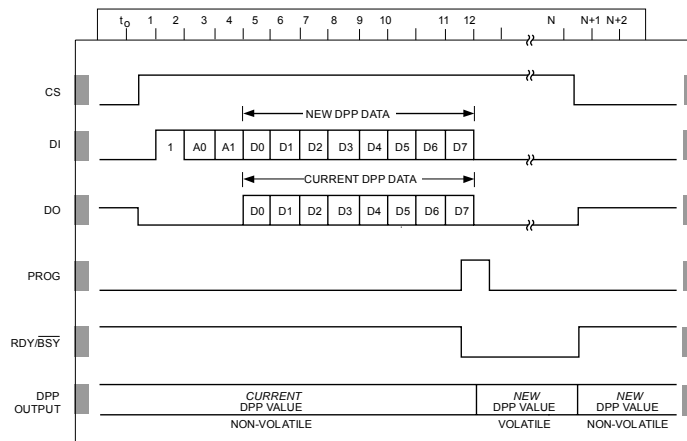 to 1 2 3 4 5 6 7 8 9 10 11 12 N N+1 N+2
CS
NEW DPP DATA
DI 1 A0 A1 D0 D1 D2 D3 D4 D5 D6 D7
CURRENT DPP DATA
DO D0 D1 D2 D3 D4 D5 D6 D7
PROG
RDY/BSY
DPP OUTPUT
CURRENT
DPP VALUE
NON-VOLATILE
NEW
DPP VALUE
VOLATILE
NEW
DPP VALUE
NON-VOLATILE